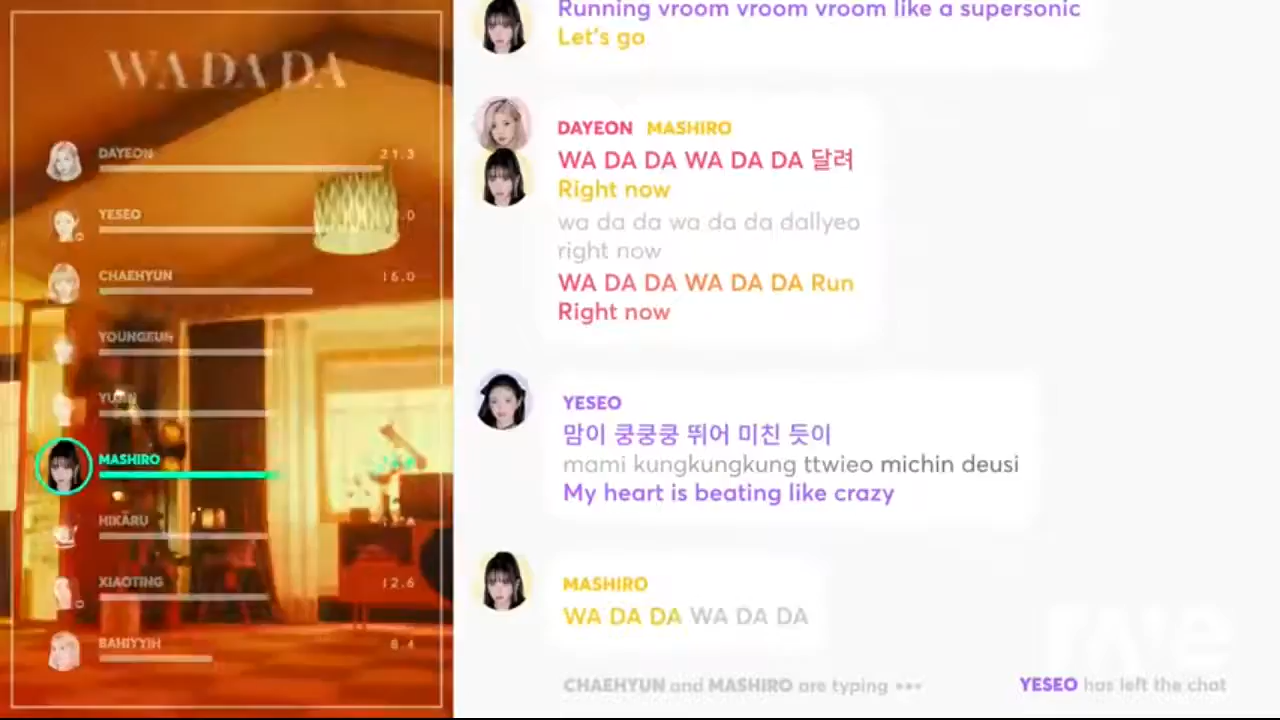 WA DA DA
DAYEON 21.3
YESEO
CHAEHYUN 16.0
YOUNGEUN
YUJIN
MASHIRO
HIKARU
XIAOTING 12.6
BAHIYYIH 8.4
Running vroom vroom vroom like a supersonic
Let's go
DAYEON MASHIRO
WA DA DA WA DA DA 달려
Right now
wa da da wa da da dallyeo
right now
WA DA DA WA DA DA Run
Right now
YESEO
맘이 쿵쿵쿵 뛰어 미친 듯이
mami kungkungkung ttwieo michin deusi
My heart is beating like crazy
MASHIRO
WA DA DA WA DA DA
CHAEHYUN and MASHIRO are typing •••
YESEO has left the chat